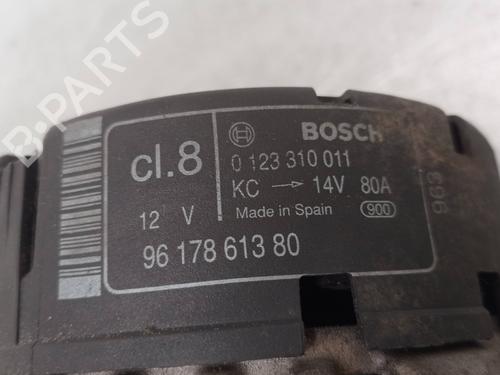 B-PARTS
BOSCH
cl.8
0 123 310 011
KC → 14V 80A
12 V
Made in Spain 900
96 178 613 80
963